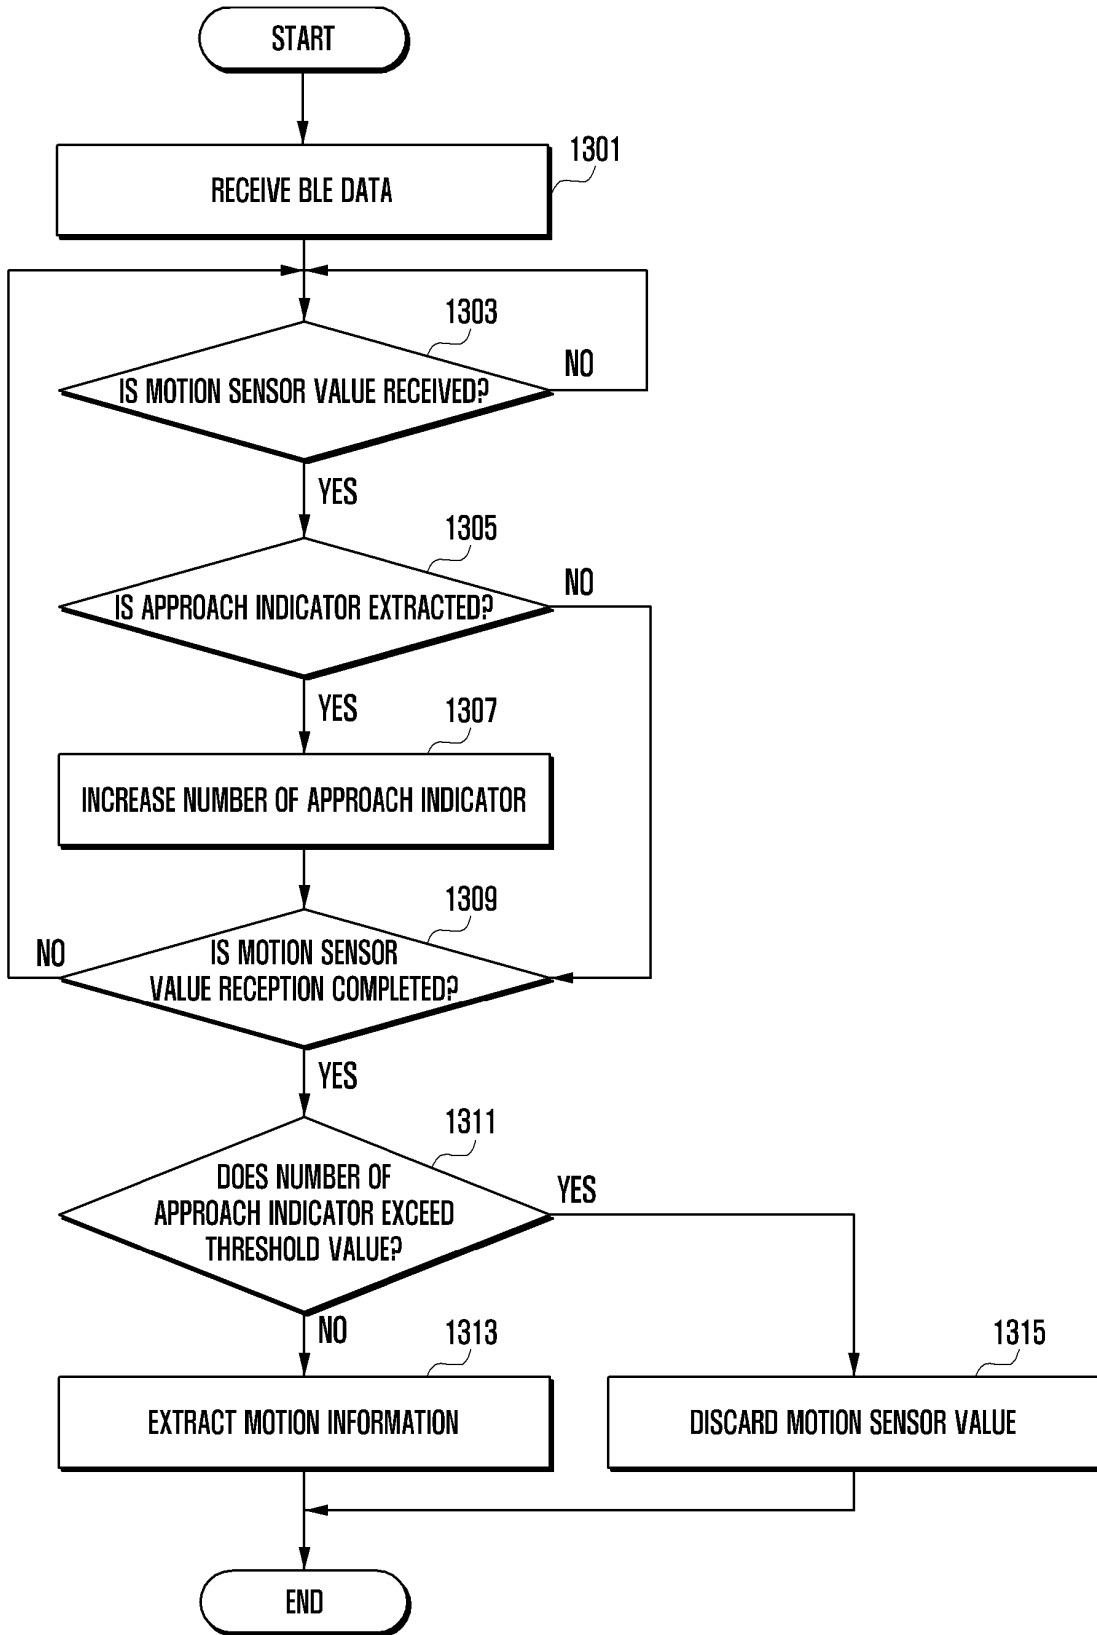 START
1301
RECEIVE BLE DATA
1303
IS MOTION SENSOR VALUE RECEIVED?
NO
YES
1305
IS APPROACH INDICATOR EXTRACTED?
NO
YES
1307
INCREASE NUMBER OF APPROACH INDICATOR
1309
IS MOTION SENSOR
VALUE RECEPTION COMPLETED?
NO
YES
1311
DOES NUMBER OF
APPROACH INDICATOR EXCEED
THRESHOLD VALUE?
YES
NO
1313
EXTRACT MOTION INFORMATION
1315
DISCARD MOTION SENSOR VALUE
END